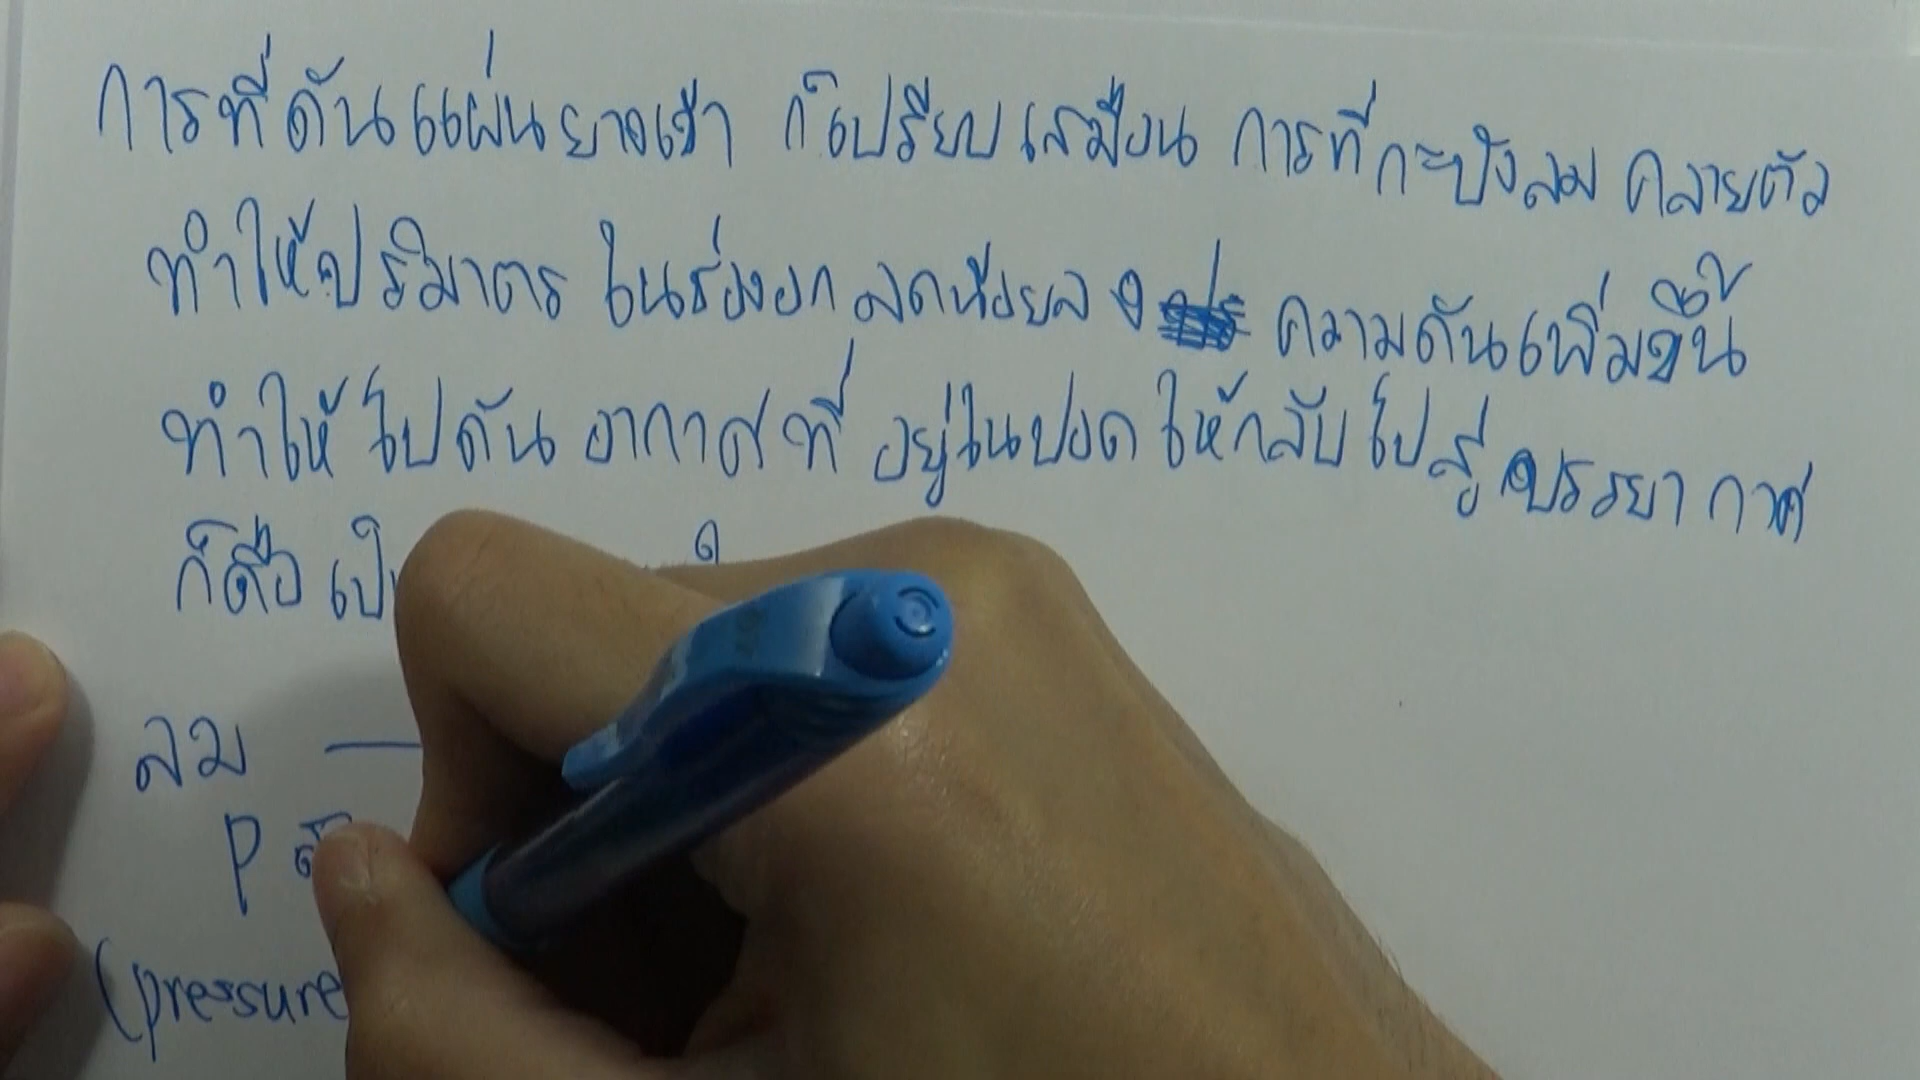 การที่ดันแผ่นยางเข้า ก็เปรียบเสมือน การที่กะบังลม คลายตัว
ทำให้ปริมาตร ในช่องอก ลดน้อยลง ความดันเพิ่มขึ้น
ทำให้ไปดัน อากาศ ที่ อยู่ในปอด ให้กลับไปสู่ บรรยากาศ
ก็คือ
ลม —
P
(pressure